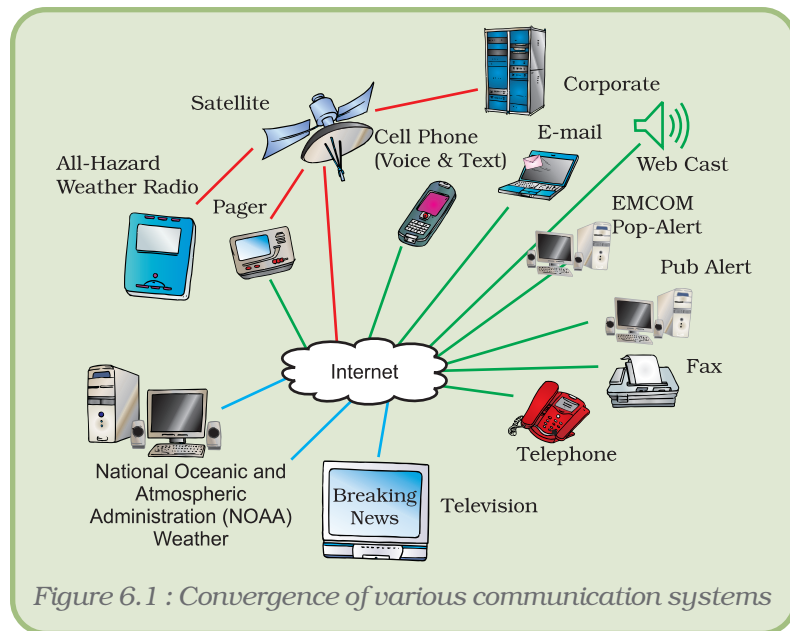 Satellite
Corporate
Cell Phone
(Voice & Text)
E-mail
Web Cast
All-Hazard
Weather Radio
Pager
EMCOM
Pop-Alert
Pub Alert
Internet
Fax
Telephone
National Oceanic and
Atmospheric
Administration (NOAA)
Weather
Breaking
News
Television
Figure 6.1 : Convergence of various communication systems